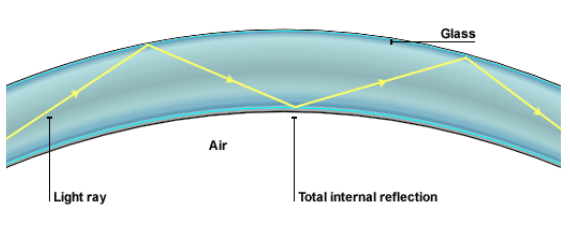 Glass
Air
Light ray
Total internal reflection